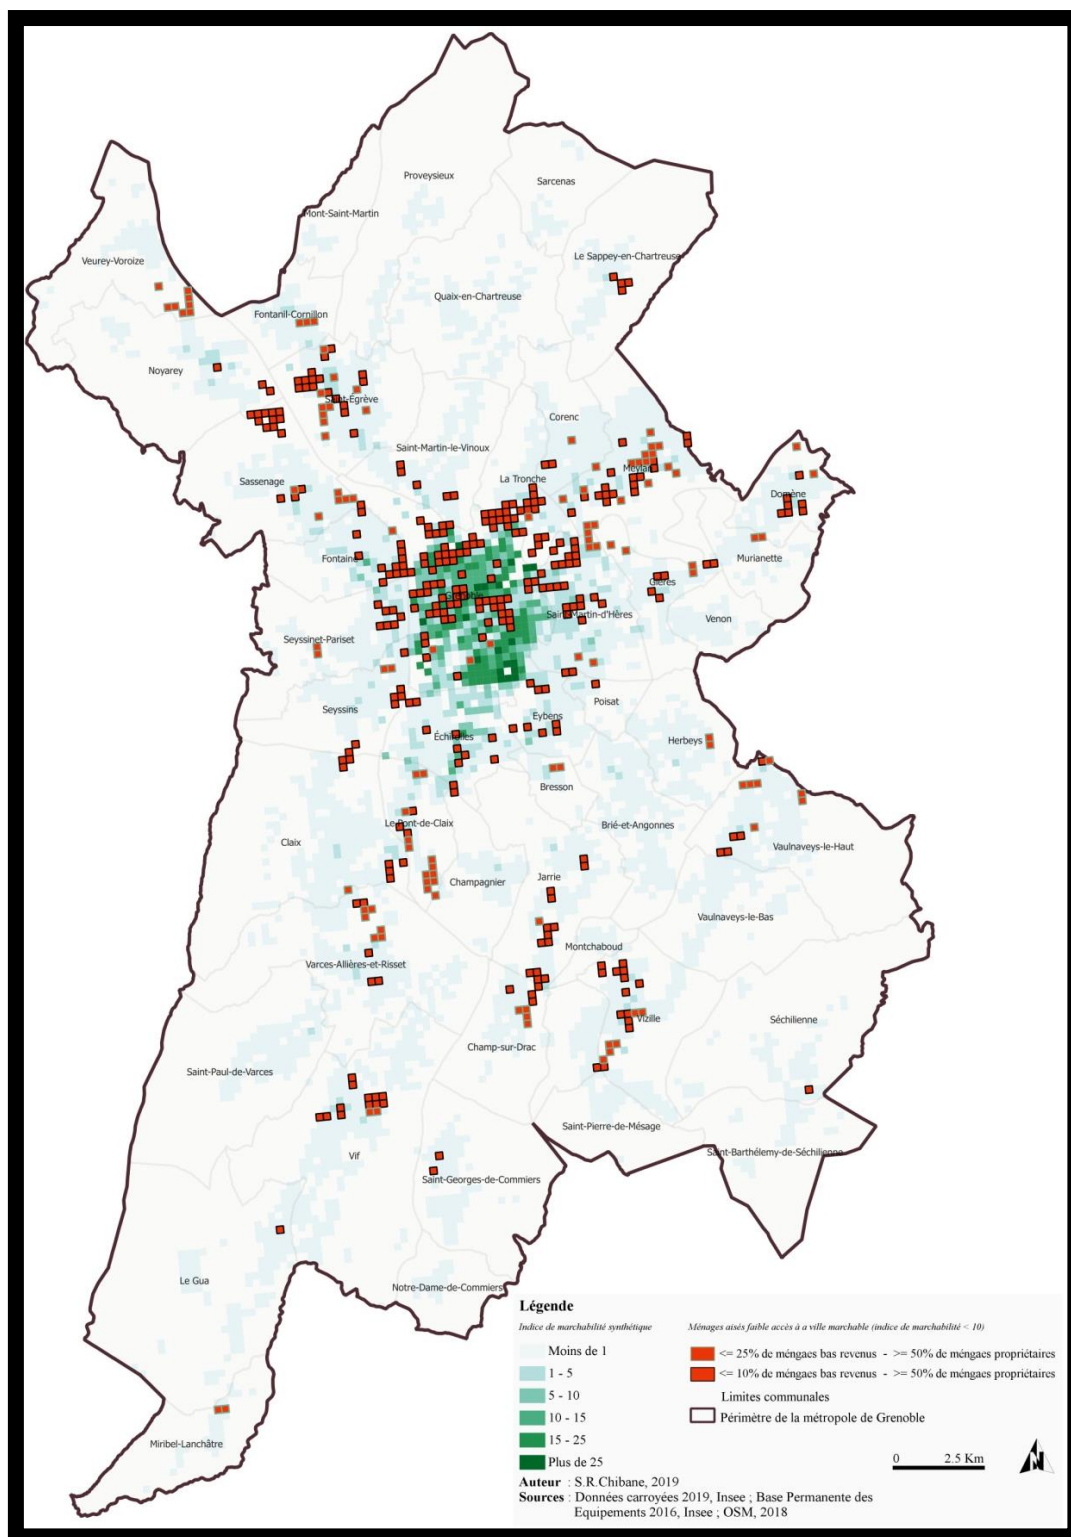 Proveysieux
Sarcenas
Mont-Saint-Martin
Veurey-Voroize
Le Sappey-en-Chartreuse
Quaix-en-Chartreuse
Fontanil-Cornillon
Noyarey
Saint-Égrève
Corenc
Saint-Martin-le-Vinoux
Meylan
Sassenage
La Tronche
Domène
Fontaine
Murianette
Gières
Grenoble
Saint-Martin-d'Hères
Venon
Seyssinet-Pariset
Poisat
Seyssins
Eybens
Échirolles
Herbeys
Bresson
Le-Pont-de-Claix
Brié-et-Angonnes
Claix
Vaulnaveys-le-Haut
Jarrie
Champagnier
Vaulnaveys-le-Bas
Montchaboud
Varces-Allières-et-Risset
Vizille
Séchilienne
Champ-sur-Drac
Saint-Paul-de-Varces
Saint-Pierre-de-Mésage
Saint-Barthélemy-de-Séchilienne
Vif
Saint-Georges-de-Commiers
Le Gua
Notre-Dame-de-Commiers
Miribel-Lanchâtre
Légende
Indice de marchabilité synthétique
Moins de 1
1 - 5
5 - 10
10 - 15
15 - 25
Plus de 25
Ménages aisés faible accès à a ville marchable (indice de marchabilité < 10)
<= 25% de méngaes bas revenus - >= 50% de méngaes propriétaires
<= 10% de méngaes bas revenus - >= 50% de méngaes propriétaires
Limites communales
Périmètre de la métropole de Grenoble
0 2.5 Km
N
Auteur : S.R.Chibane, 2019
Sources : Données carroyées 2019, Insee ; Base Permanente des
Equipements 2016, Insee ; OSM, 2018